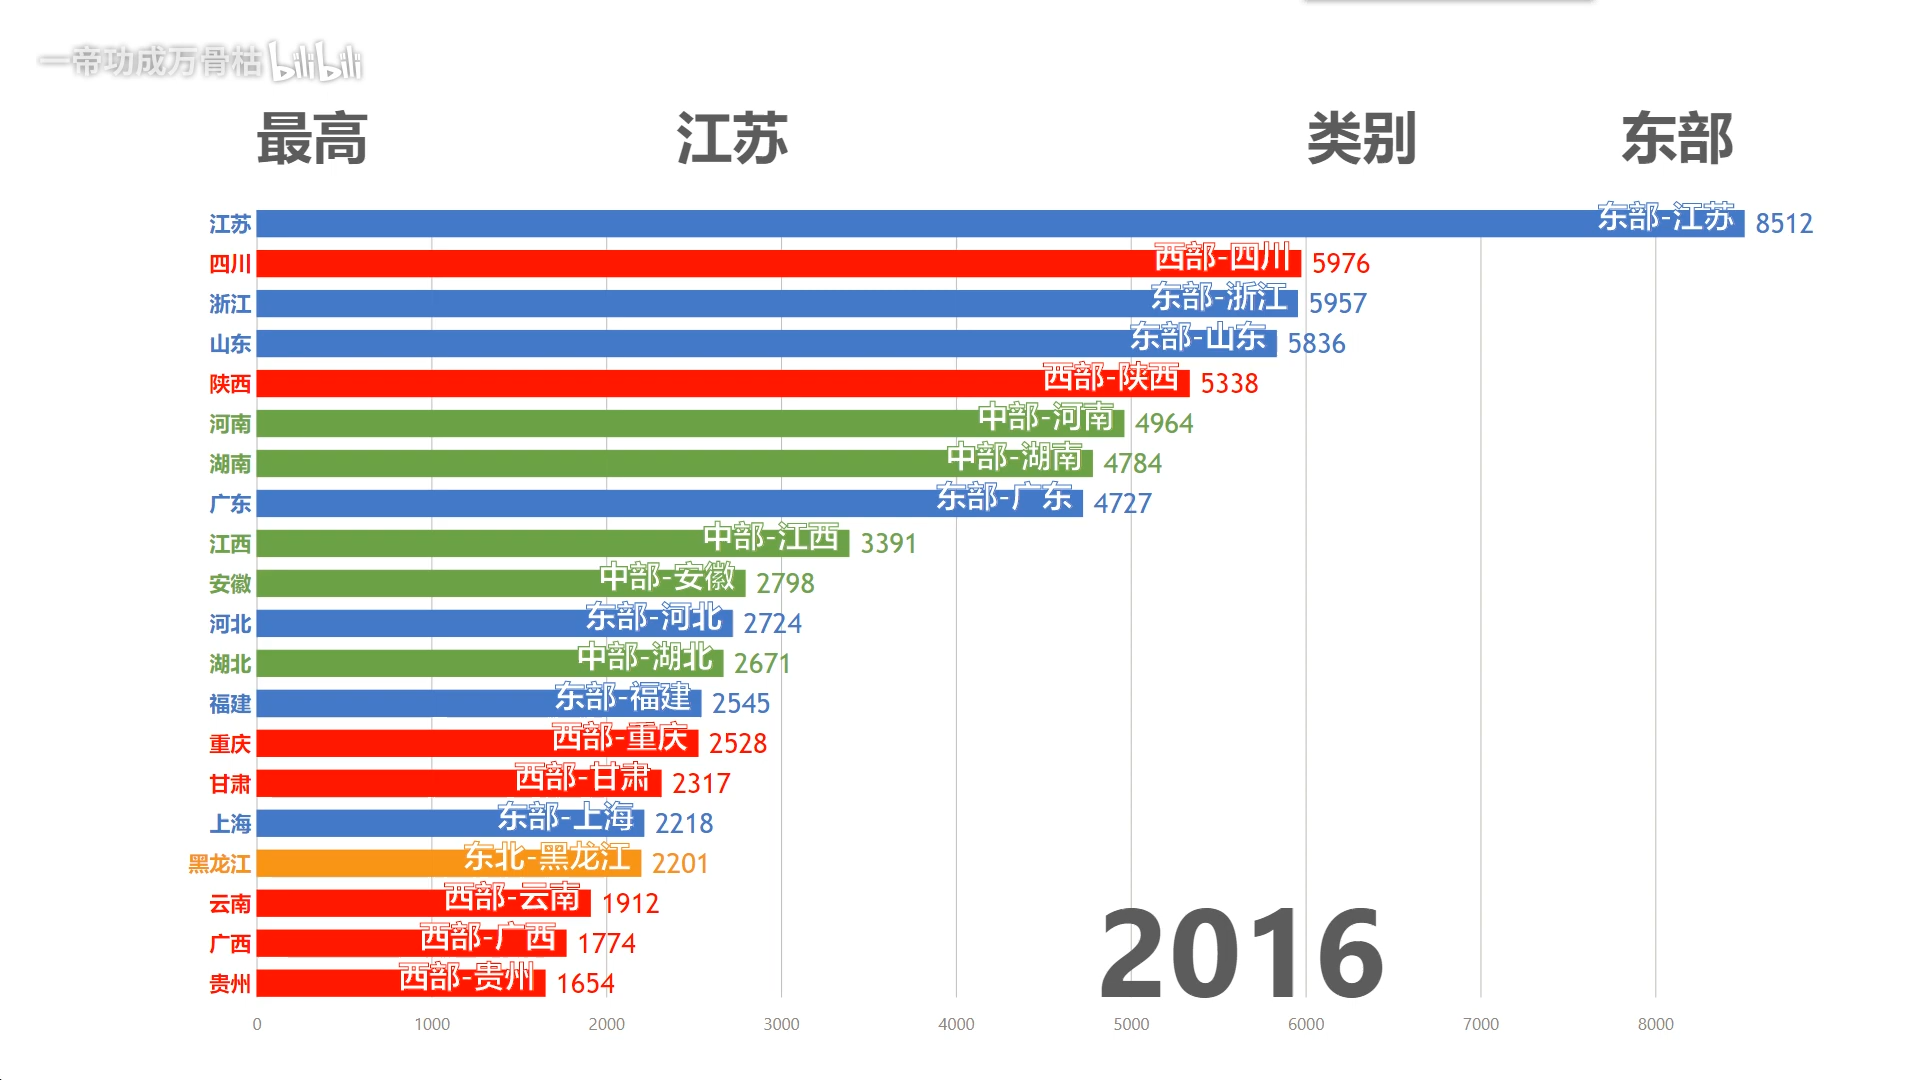 一帝功成万骨枯 bilibili
最高 江苏 类别 东部
江苏 东部-江苏 8512
四川 西部-四川 5976
浙江 东部-浙江 5957
山东 东部-山东 5836
陕西 西部-陕西 5338
河南 中部-河南 4964
湖南 中部-湖南 4784
广东 东部-广东 4727
江西 中部-江西 3391
安徽 中部-安徽 2798
河北 东部-河北 2724
湖北 中部-湖北 2671
福建 东部-福建 2545
重庆 西部-重庆 2528
甘肃 西部-甘肃 2317
上海 东部-上海 2218
黑龙江 东北-黑龙江 2201
云南 西部-云南 1912
广西 西部-广西 1774
贵州 西部-贵州 1654
2016
0 1000 2000 3000 4000 5000 6000 7000 8000